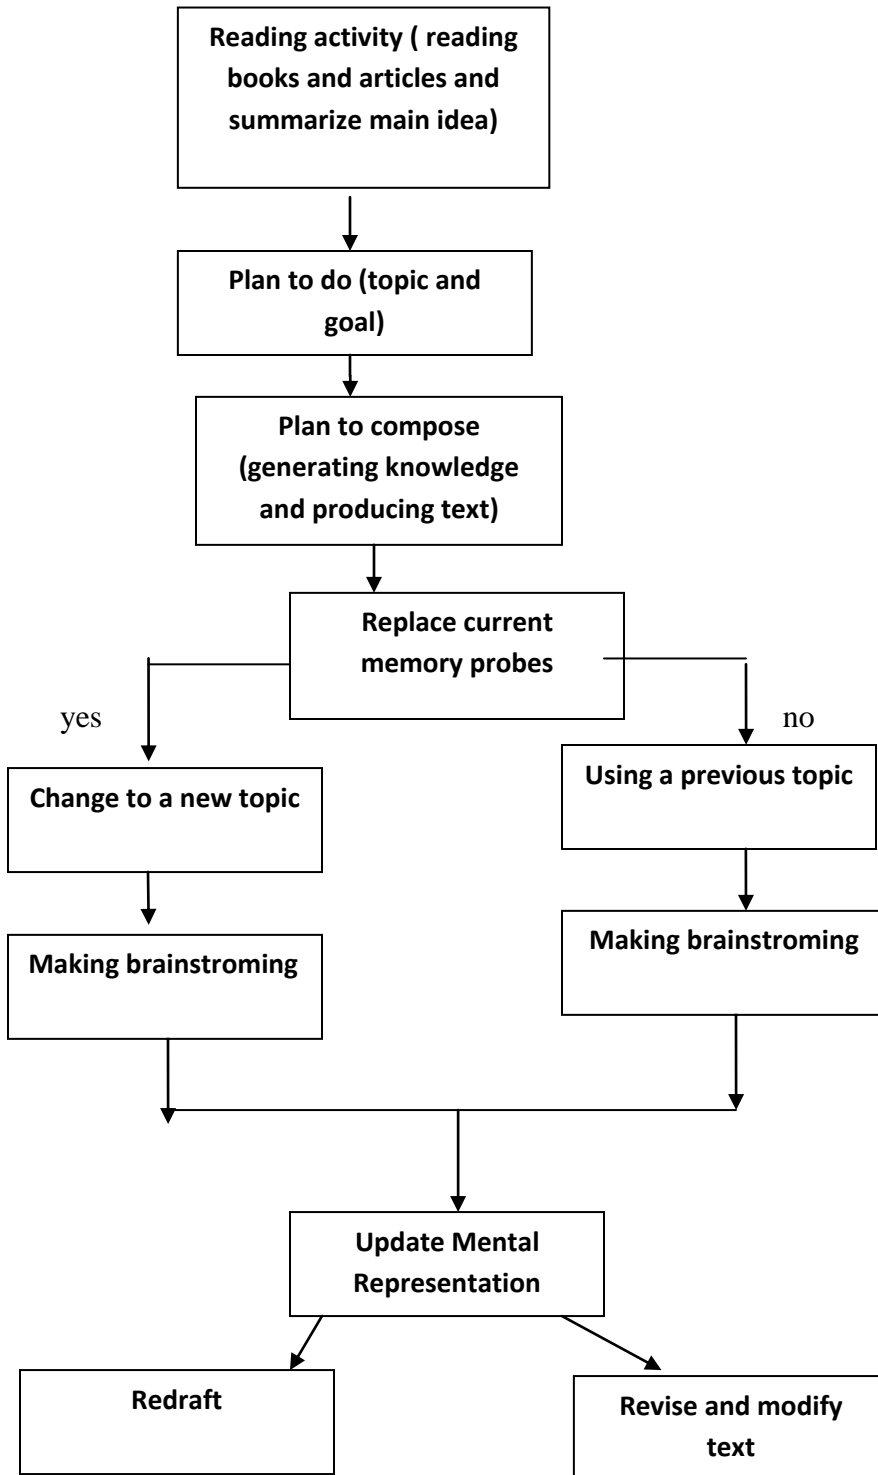 Reading activity ( reading
books and articles and
summarize main idea)
Plan to do (topic and
goal)
Plan to compose
(generating knowledge
and producing text)
Replace current
memory probes
yes
no
Change to a new topic
Using a previous topic
Making brainstroming
Making brainstroming
Update Mental
Representation
Redraft
Revise and modify
text